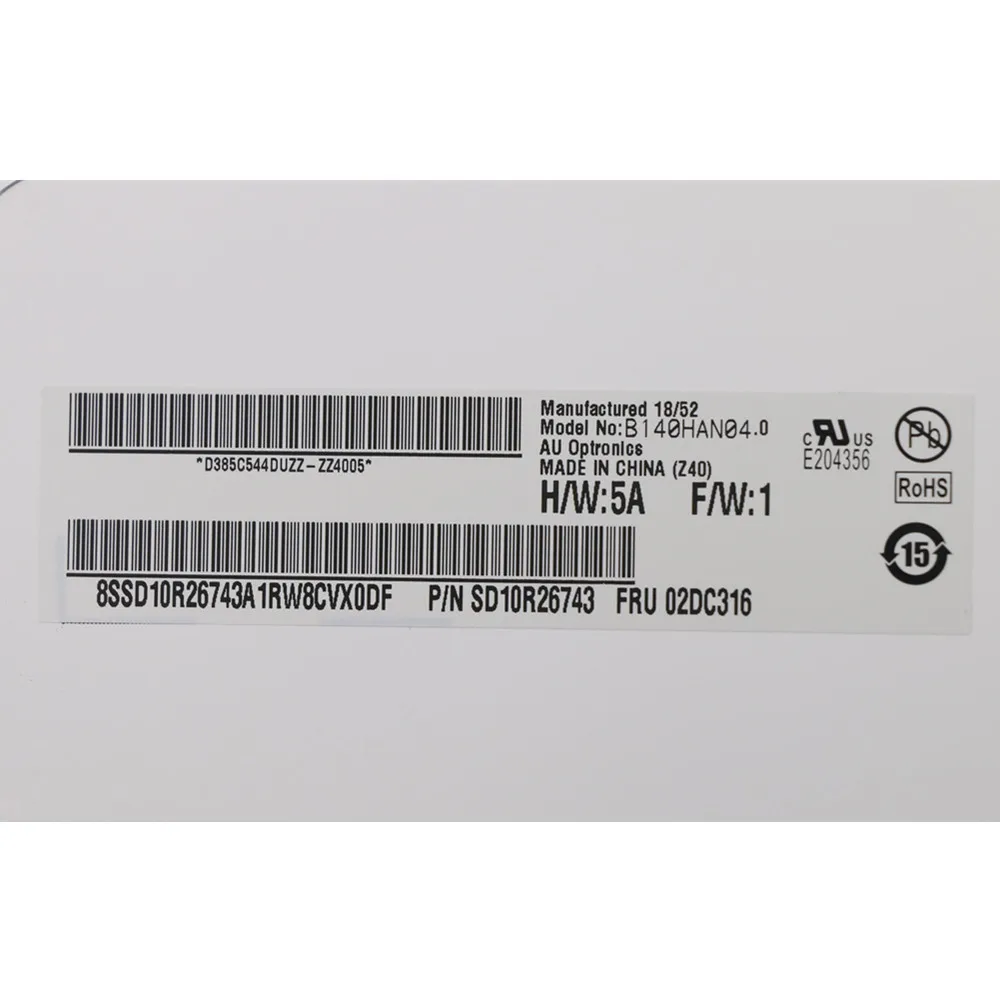 *D385C544DUZZ-ZZ4005*
Manufactured 18/52
Model No:B140HAN04.0
AU Optronics
MADE IN CHINA (Z40)
H/W:5A F/W:1
c RU US
E204356
Pb
RoHS
15
8SSD10R26743A1RW8CVX0DF P/N SD10R26743 FRU 02DC316